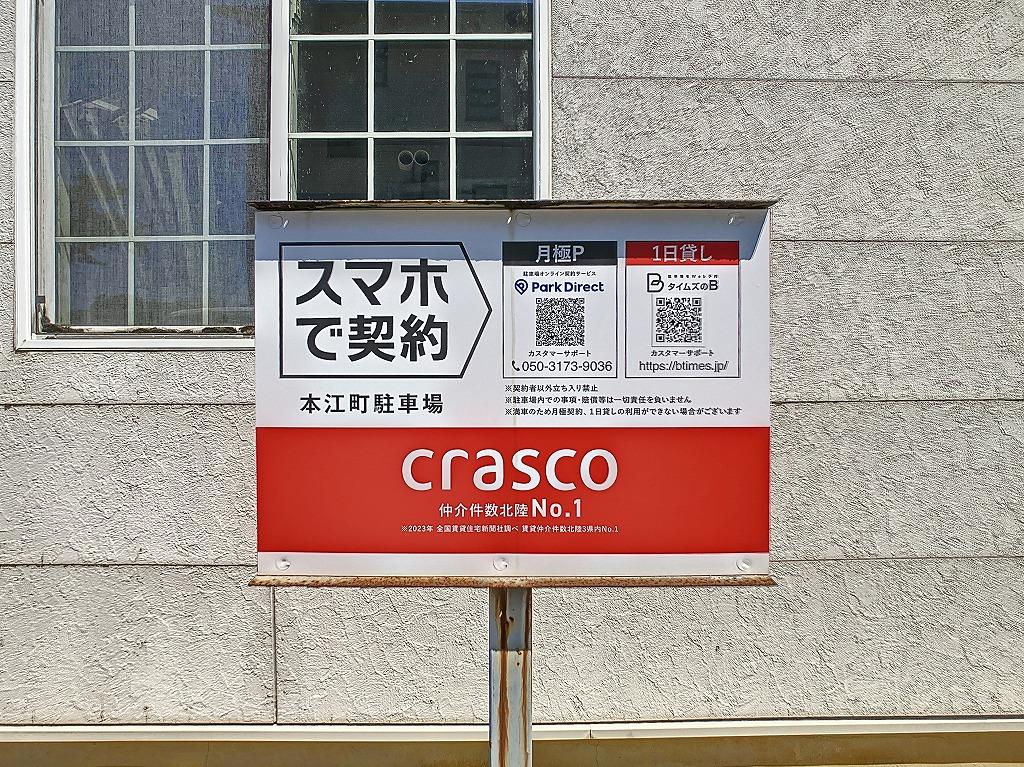 スマホ
で契約
本江町駐車場
月極P
駐車場オンライン契約サービス
Park Direct
カスタマーサポート
050-3173-9036
1日貸し
B タイムズのB
カスタマーサポート
https://btimes.jp/
※契約者以外立ち入り禁止
※駐車場内での事項・賠償等は一切責任を負いません
※満車のため月極契約、1日貸しの利用ができない場合がございます
crasco
仲介件数北陸No.1
※2023年 全国賃貸住宅新聞社調べ 賃貸仲介件数北陸3県内No.1